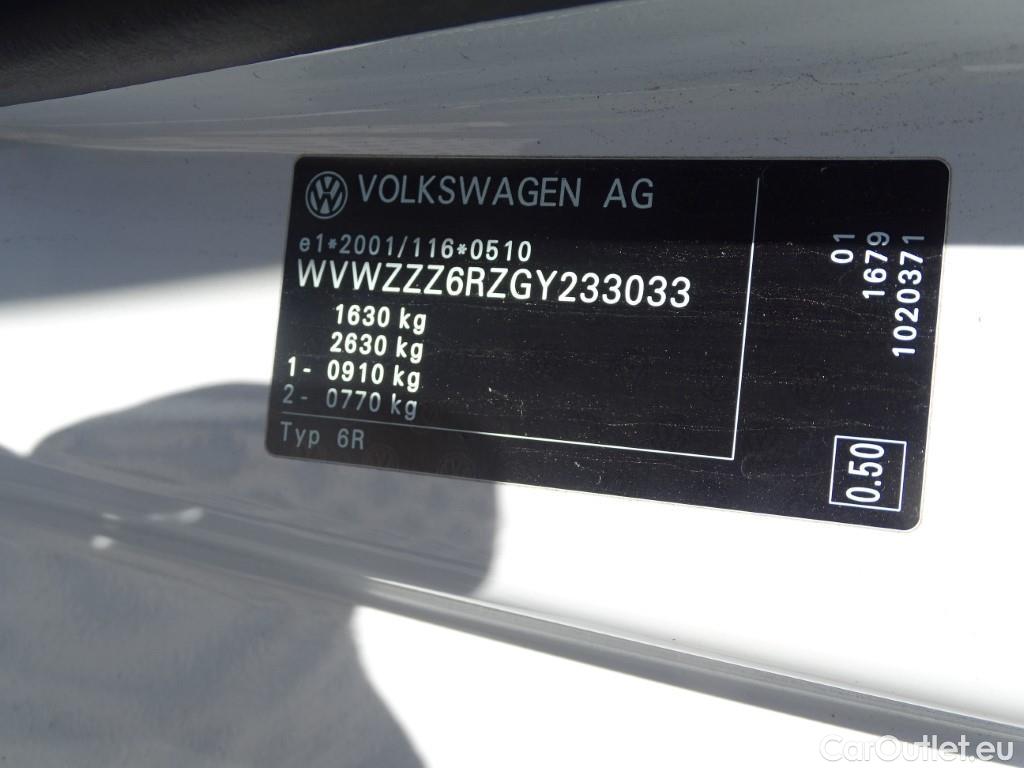 VOLKSWAGEN AG
e1*2001/116*0510
WVWZZZ6RZGY233033
1630 kg
2630 kg
1- 0910 kg
2- 0770 kg
Typ 6R
01
1679
1020371
0.50
CarOutlet.eu